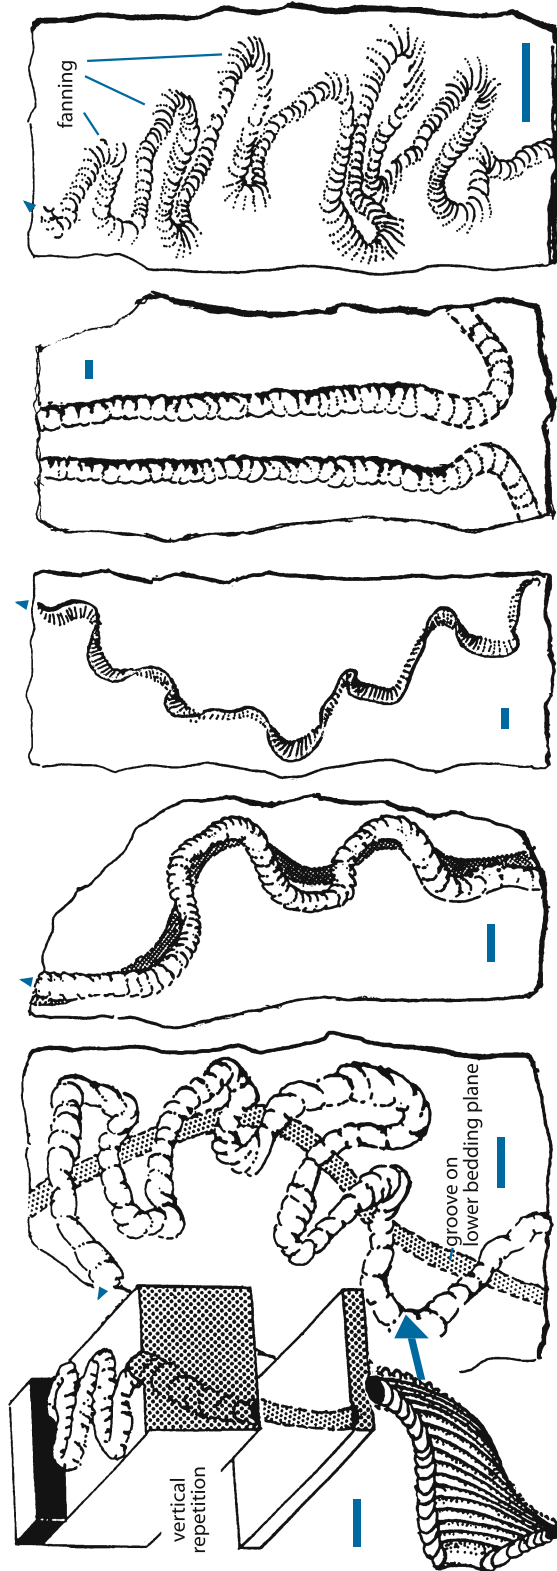 fanning
groove on
lower bedding plane
vertical
repetition